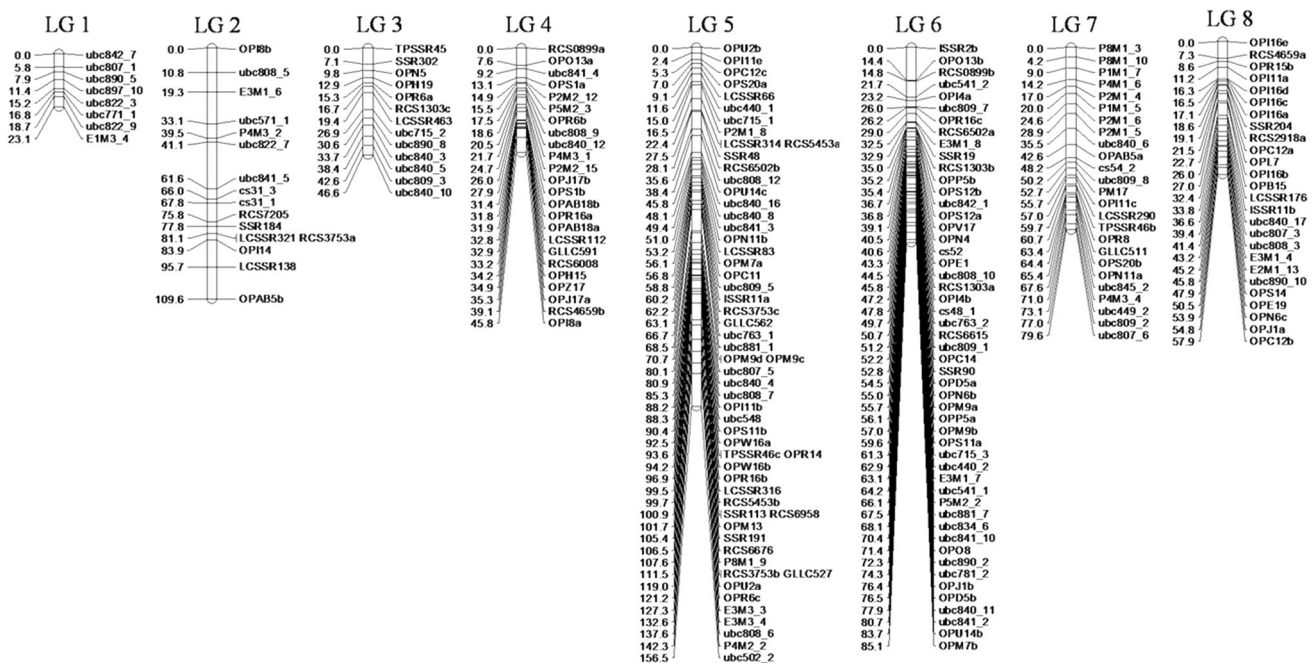 LG 1
0.0 ubc842_7
5.8 ubc807_1
7.9 ubc890_5
11.4 ubc897_10
15.2 ubc822_3
16.8 ubc771_1
18.7 ubc822_9
23.1 E1M3_4
LG 2
0.0 OPI8b
10.8 ubc808_5
19.3 E3M1_6
33.1 ubc571_1
39.5 P4M3_2
41.1 ubc822_7
61.6 ubc841_5
66.0 cs31_3
67.8 cs31_1
75.8 RCS7205
77.8 SSR184
81.1 LCSSR321 RCS3753a
83.9 OPI14
95.7 LCSSR138
109.6 OPAB5b
LG 3
0.0 TPSSR45
7.1 SSR302
9.8 OPN5
12.9 OPH19
15.3 OPR6a
16.7 RCS1303c
19.4 LCSSR463
26.9 ubc715_2
30.6 ubc890_8
33.7 ubc840_3
38.4 ubc840_5
42.6 ubc809_3
46.6 ubc840_10
LG 4
0.0 RCS0899a
7.6 OPO13a
9.2 ubc841_4
13.1 OPS1a
14.9 P2M2_12
15.5 P5M2_3
17.5 OPR6b
18.6 ubc808_9
20.5 ubc840_12
21.7 P4M3_1
24.7 P2M2_15
26.0 OPJ17b
27.9 OPS1b
31.4 OPAB18b
31.8 OPR16a
31.9 OPAB18a
32.8 LCSSR112
32.9 GLLC591
33.2 RCS6008
34.2 OPH15
34.9 OPZ17
35.3 OPJ17a
39.1 RCS4659b
45.8 OPI8a
LG 5
0.0 OPU2b
2.4 OPI11e
5.3 OPC12c
7.0 OPS20a
9.1 LCSSR66
11.6 ubc440_1
15.0 ubc715_1
16.5 P2M1_8
22.4 LCSSR314 RCS5453a
27.5 SSR48
28.1 RCS6502b
35.6 ubc808_12
38.4 OPU14c
45.8 ubc840_16
48.1 ubc840_8
49.4 ubc841_3
51.0 OPN11b
53.2 LCSSR83
56.1 OPM7a
56.8 OPC11
58.8 ubc809_5
60.2 ISSR11a
62.2 RCS3753c
63.1 GLLC562
66.7 ubc763_1
68.5 ubc881_1
70.7 OPM9d OPM9c
80.1 ubc807_5
80.9 ubc840_4
85.3 ubc808_7
88.2 OPI11b
88.3 ubc548
90.4 OPS11b
92.5 OPW16a
93.6 TPSSR46c OPR14
94.2 OPW16b
96.9 OPR16b
99.5 LCSSR316
99.7 RCS5453b
100.9 SSR113 RCS6958
101.7 OPM13
105.4 SSR191
106.5 RCS6676
107.6 P8M1_9
111.5 RCS3753b GLLC527
119.0 OPU2a
121.2 OPR6c
127.3 E3M3_3
132.6 E3M3_4
137.6 ubc808_6
142.3 P4M2_2
156.5 ubc502_2
LG 6
0.0 ISSR2b
14.4 OPO13b
14.8 RCS0899b
21.7 ubc541_2
23.2 OPI4a
26.0 ubc809_7
26.2 OPR16c
29.0 RCS6502a
32.5 E3M1_8
32.9 SSR19
35.0 RCS1303b
35.2 OPP5b
35.4 OPS12b
36.7 ubc842_1
36.8 OPS12a
39.1 OPV17
40.5 OPN4
40.6 cs52
43.3 OPE1
44.5 ubc808_10
45.8 RCS1303a
47.2 OPI4b
47.8 cs48_1
49.7 ubc763_2
50.7 RCS6615
51.2 ubc809_1
52.2 OPC14
52.8 SSR90
54.5 OPD5a
55.0 OPN6b
55.7 OPM9a
56.1 OPP5a
57.0 OPM9b
59.6 OPS11a
61.3 ubc715_3
62.9 ubc440_2
63.1 E3M1_7
64.2 ubc541_1
66.1 P5M2_2
67.5 ubc881_7
68.1 ubc834_6
70.4 ubc841_10
71.4 OPO8
72.3 ubc890_2
74.3 ubc781_2
76.4 OPJ1b
76.5 OPD5b
77.9 ubc840_11
80.7 ubc841_2
83.7 OPU14b
85.1 OPM7b
LG 7
0.0 P8M1_3
4.2 P8M1_10
9.0 P1M1_7
14.2 P4M1_6
17.0 P2M1_4
20.0 P1M1_5
24.6 P2M1_6
28.9 P2M1_5
35.5 ubc840_6
42.6 OPAB5a
48.2 cs54_2
50.2 ubc809_8
52.7 PM17
55.7 OPI11c
57.0 LCSSR290
59.7 TPSSR46b
60.7 OPR8
63.4 GLLC511
64.4 OPS20b
65.4 OPN11a
67.6 ubc845_2
71.0 P4M3_4
73.1 ubc449_2
77.0 ubc809_2
79.6 ubc807_6
LG 8
0.0 OPI16e
7.3 RCS4659a
8.6 OPR15b
11.2 OPI11a
16.3 OPI16d
16.5 OPI16c
17.1 OPI16a
18.6 SSR204
19.1 RCS2918a
21.5 OPC12a
22.7 OPL7
26.0 OPI16b
27.0 OPB15
32.4 LCSSR176
33.8 ISSR11b
36.6 ubc840_17
39.4 ubc807_3
41.4 ubc808_3
43.2 E3M1_4
45.2 E2M1_13
45.8 ubc890_10
47.9 OPS14
50.5 OPE19
53.9 OPN6c
54.8 OPJ1a
57.9 OPC12b